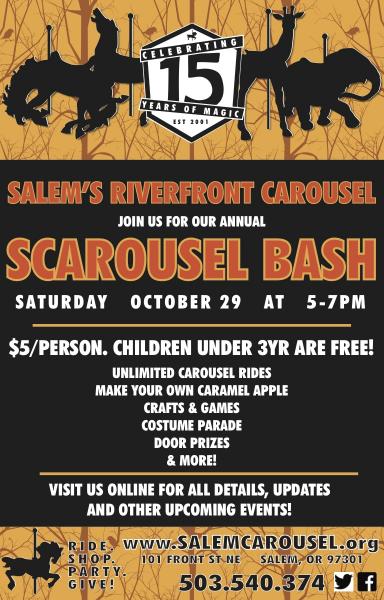 CELEBRATING
15
YEARS OF MAGIC
EST 2001
SALEM'S RIVERFRONT CAROUSEL
JOIN US FOR OUR ANNUAL
SCAROUSEL BASH
SATURDAY OCTOBER 29 AT 5-7PM
$5/PERSON. CHILDREN UNDER 3YR ARE FREE!
UNLIMITED CAROUSEL RIDES
MAKE YOUR OWN CARAMEL APPLE
CRAFTS & GAMES
COSTUME PARADE
DOOR PRIZES
& MORE!
VISIT US ONLINE FOR ALL DETAILS, UPDATES
AND OTHER UPCOMING EVENTS!
RIDE.
SHOP.
PARTY.
GIVE!
www.SALEMCAROUSEL.org
101 FRONT ST NE SALEM, OR 97301
503.540.374